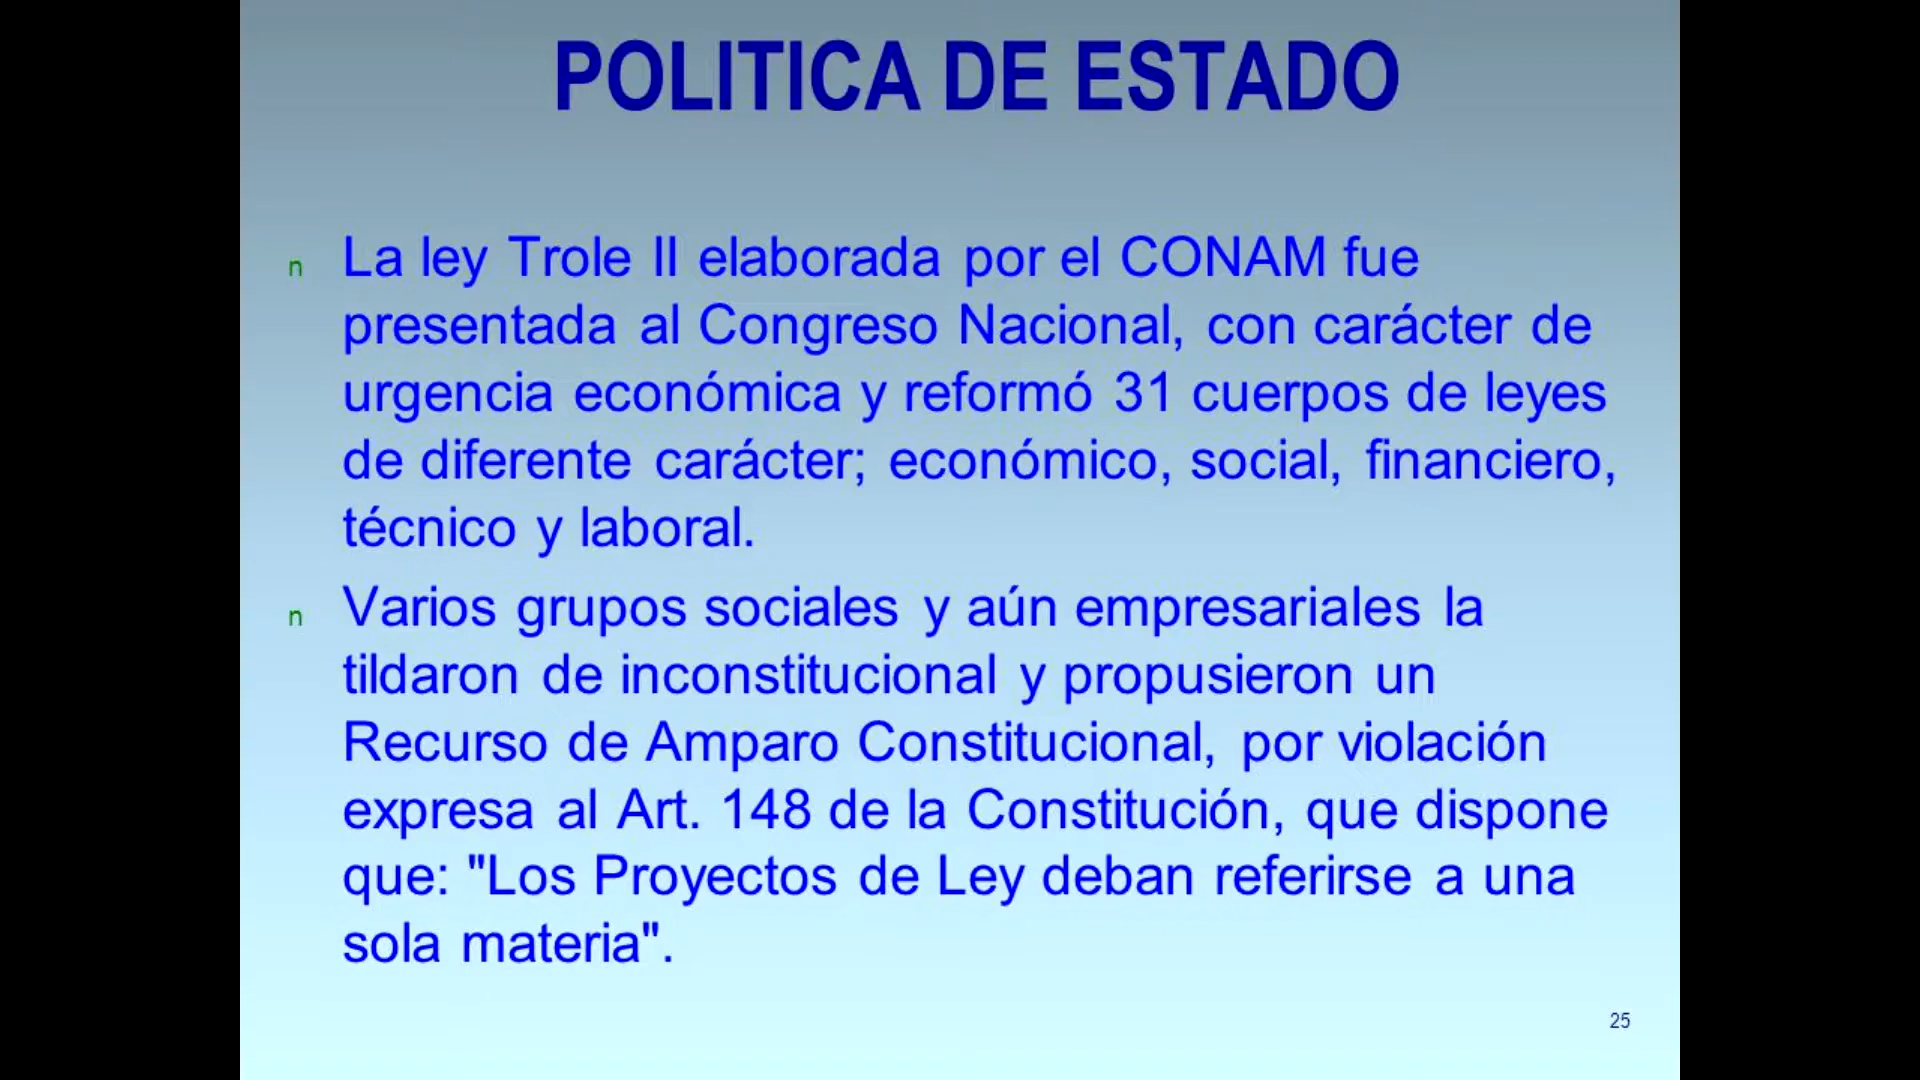 POLITICA DE ESTADO
n La ley Trole II elaborada por el CONAM fue
presentada al Congreso Nacional, con carácter de
urgencia económica y reformó 31 cuerpos de leyes
de diferente carácter; económico, social, financiero,
técnico y laboral.
n Varios grupos sociales y aún empresariales la
tildaron de inconstitucional y propusieron un
Recurso de Amparo Constitucional, por violación
expresa al Art. 148 de la Constitución, que dispone
que: "Los Proyectos de Ley deban referirse a una
sola materia".
25